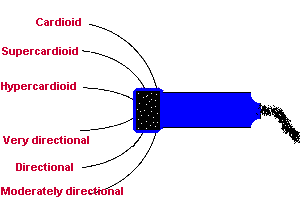 Cardioid
Supercardioid
Hypercardioid
Very directional
Directional
Moderately directional